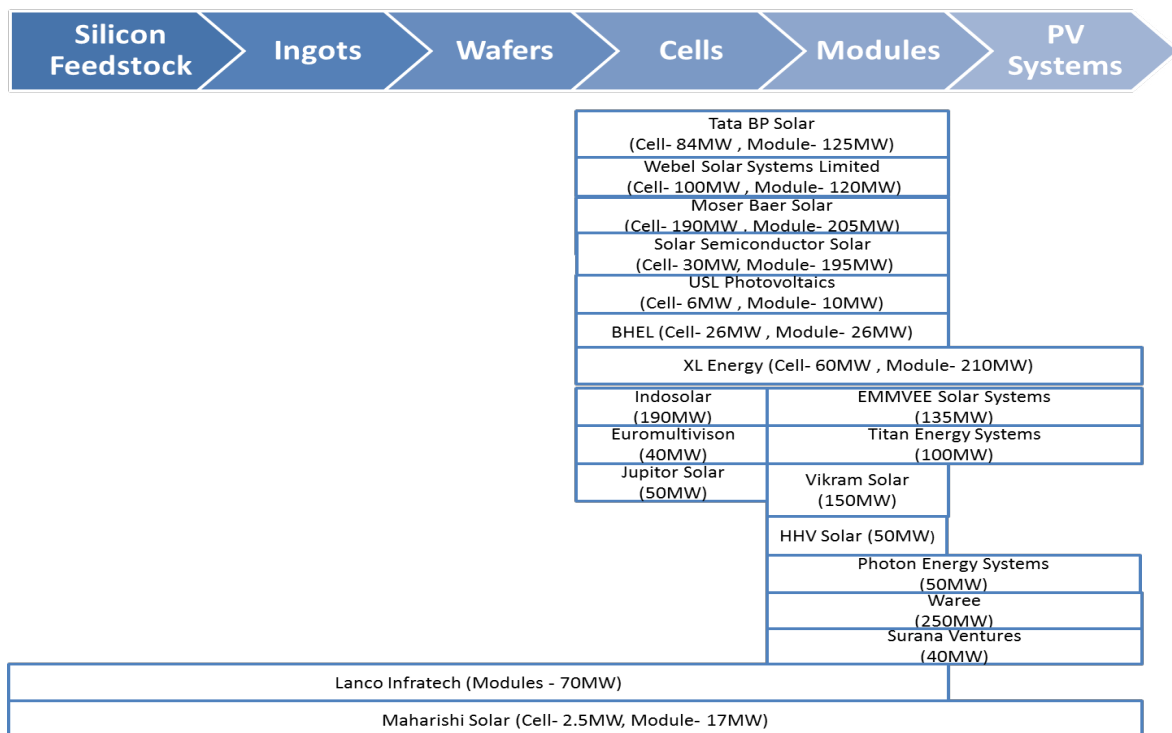 Silicon
Feedstock
Ingots
Wafers
Cells
Modules
PV
Systems
Tata BP Solar
(Cell- 84MW , Module- 125MW)
Webel Solar Systems Limited
(Cell- 100MW , Module- 120MW)
Moser Baer Solar
(Cell- 190MW , Module- 205MW)
Solar Semiconductor Solar
(Cell- 30MW, Module- 195MW)
USL Photovoltaics
(Cell- 6MW , Module- 10MW)
BHEL (Cell- 26MW , Module- 26MW)
XL Energy (Cell- 60MW , Module- 210MW)
Indosolar
(190MW)
EMMVEE Solar Systems
(135MW)
Euromultivison
(40MW)
Titan Energy Systems
(100MW)
Jupitor Solar
(50MW)
Vikram Solar
(150MW)
HHV Solar (50MW)
Photon Energy Systems
(50MW)
Waree
(250MW)
Surana Ventures
(40MW)
Lanco Infratech (Modules - 70MW)
Maharishi Solar (Cell- 2.5MW, Module- 17MW)